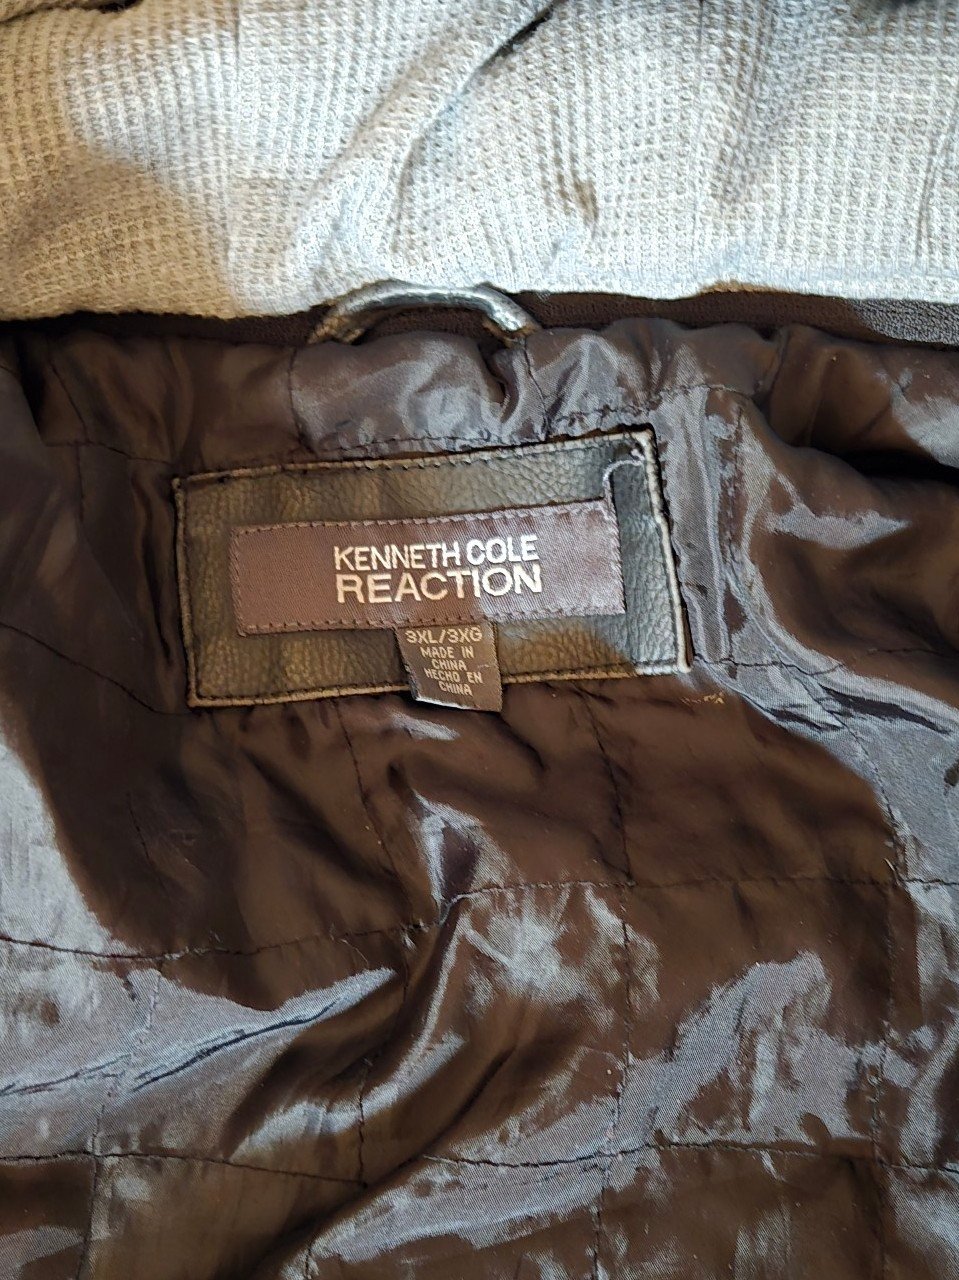 KENNETH COLE
REACTION
3XL/3XG
MADE IN
CHINA
HECHO EN
CHINA